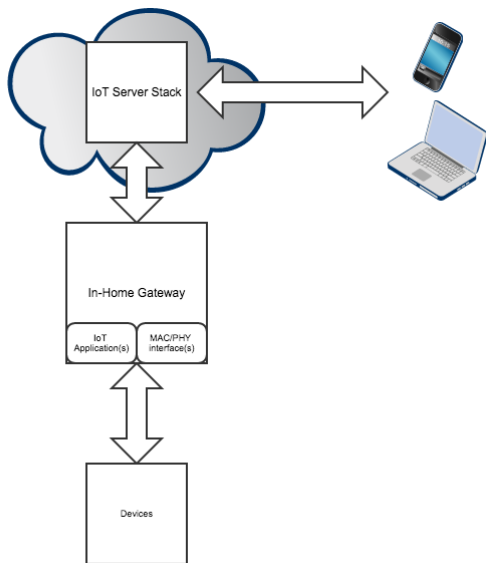 IoT Server Stack
In-Home Gateway
IoT
Application(s)
MAC/PHY
interface(s)
Devices